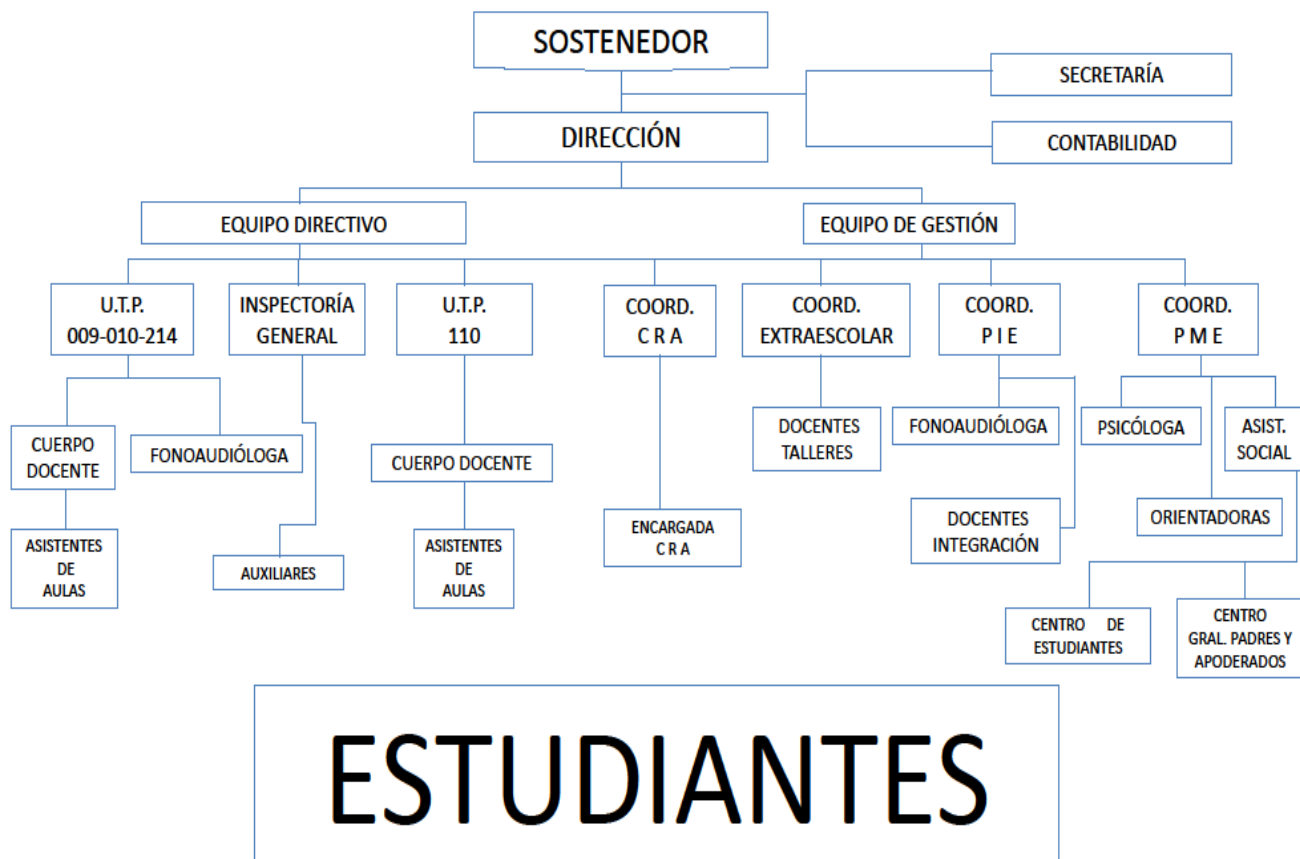 SOSTENEDOR
SECRETARÍA
DIRECCIÓN
CONTABILIDAD
EQUIPO DIRECTIVO
EQUIPO DE GESTIÓN
U.T.P.
009-010-214
INSPECTORÍA
GENERAL
U.T.P.
110
COORD.
C R A
COORD.
EXTRAESCOLAR
COORD.
P I E
COORD.
P M E
CUERPO
DOCENTE
FONOAUDIÓLOGA
CUERPO DOCENTE
DOCENTES
TALLERES
FONOAUDIÓLOGA
PSICÓLOGA
ASIST.
SOCIAL
ASISTENTES
DE
AULAS
AUXILIARES
ASISTENTES
DE
AULAS
ENCARGADA
C R A
DOCENTES
INTEGRACIÓN
ORIENTADORAS
CENTRO DE
ESTUDIANTES
CENTRO
GRAL. PADRES Y
APODERADOS
ESTUDIANTES